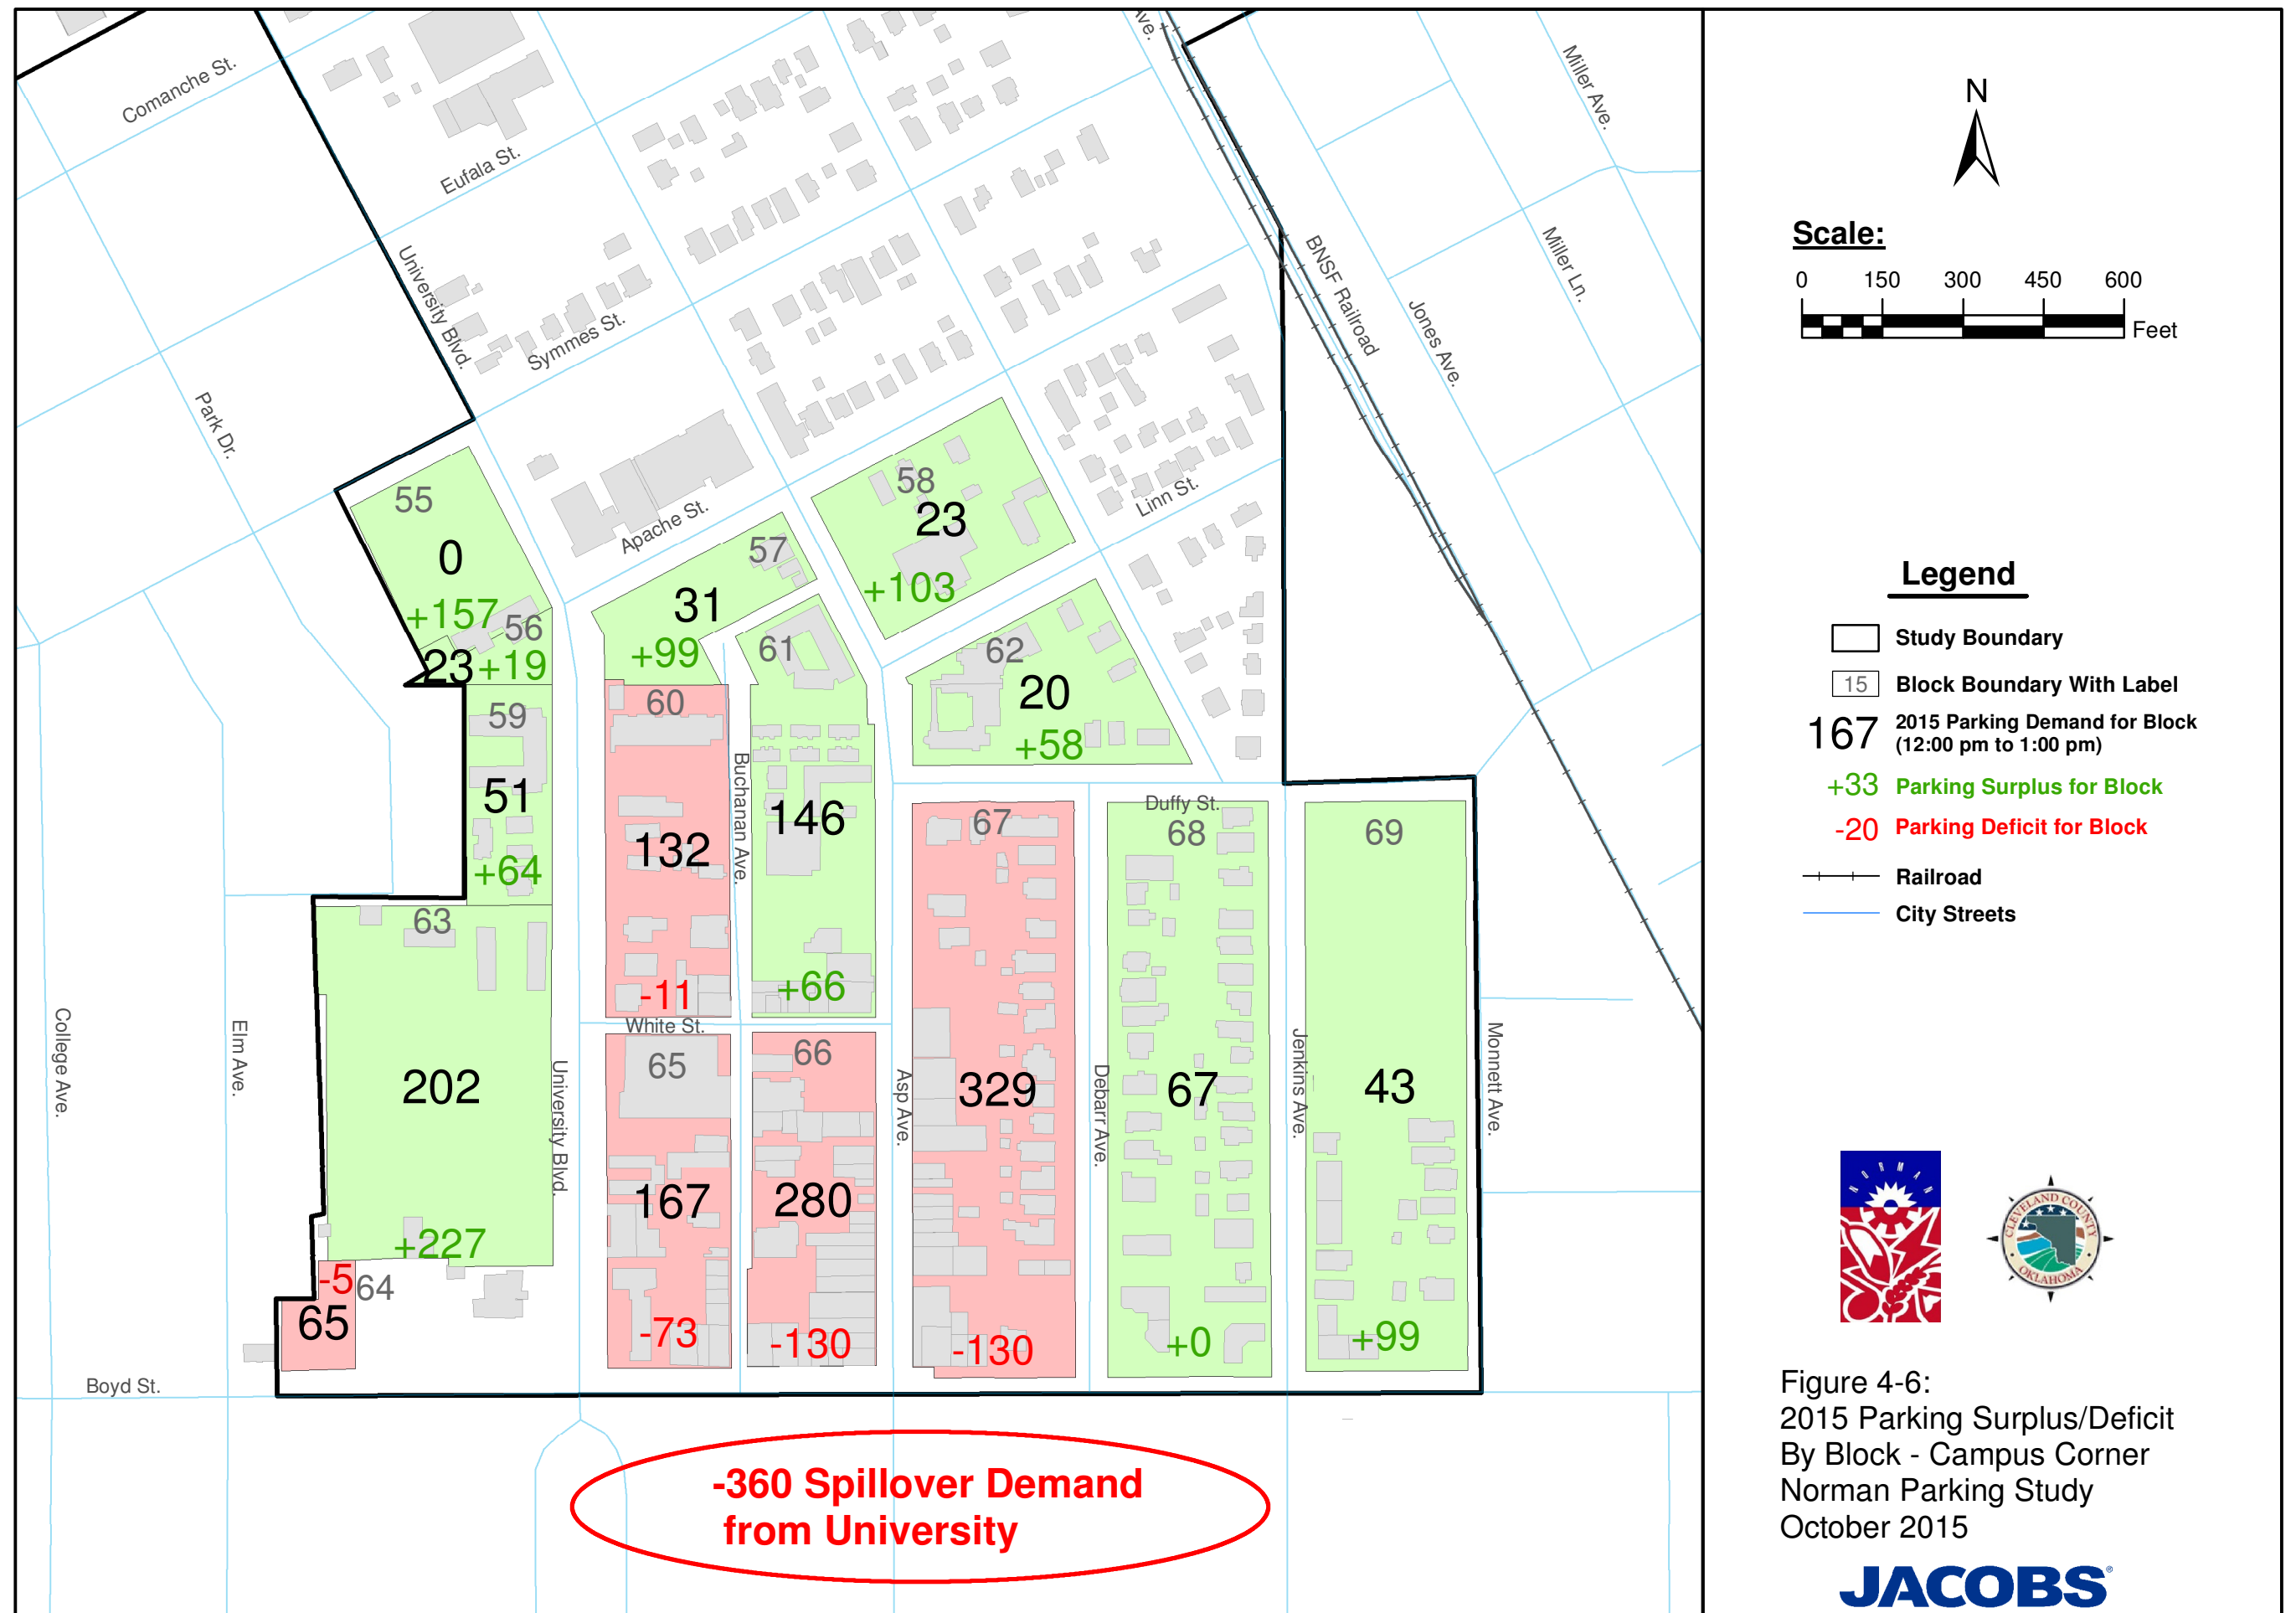 Comanche St.
Eufala St.
University Blvd.
Symmes St.
Park Dr.
Ave.
BNSF Railroad
Jones Ave.
Miller Ave.
Miller Ln.
Apache St.
Linn St.
55
0
+157
56
23
+19
57
31
+99
58
23
+103
59
51
+64
60
132
-11
61
146
+66
62
20
+58
Buchanan Ave.
Duffy St.
63
202
+227
-5
64
65
White St.
65
167
-73
66
280
-130
67
329
-130
68
67
+0
69
43
+99
College Ave.
Elm Ave.
University Blvd.
Asp Ave.
Debarr Ave.
Jenkins Ave.
Monnett Ave.
Boyd St.
-360 Spillover Demand
from University
N
Scale:
0 150 300 450 600
Feet
Legend
Study Boundary
15 Block Boundary With Label
167 2015 Parking Demand for Block
(12:00 pm to 1:00 pm)
+33 Parking Surplus for Block
-20 Parking Deficit for Block
Railroad
City Streets
NORMAN
CLEVELAND COUNTY
OKLAHOMA
Figure 4-6:
2015 Parking Surplus/Deficit
By Block - Campus Corner
Norman Parking Study
October 2015
JACOBS